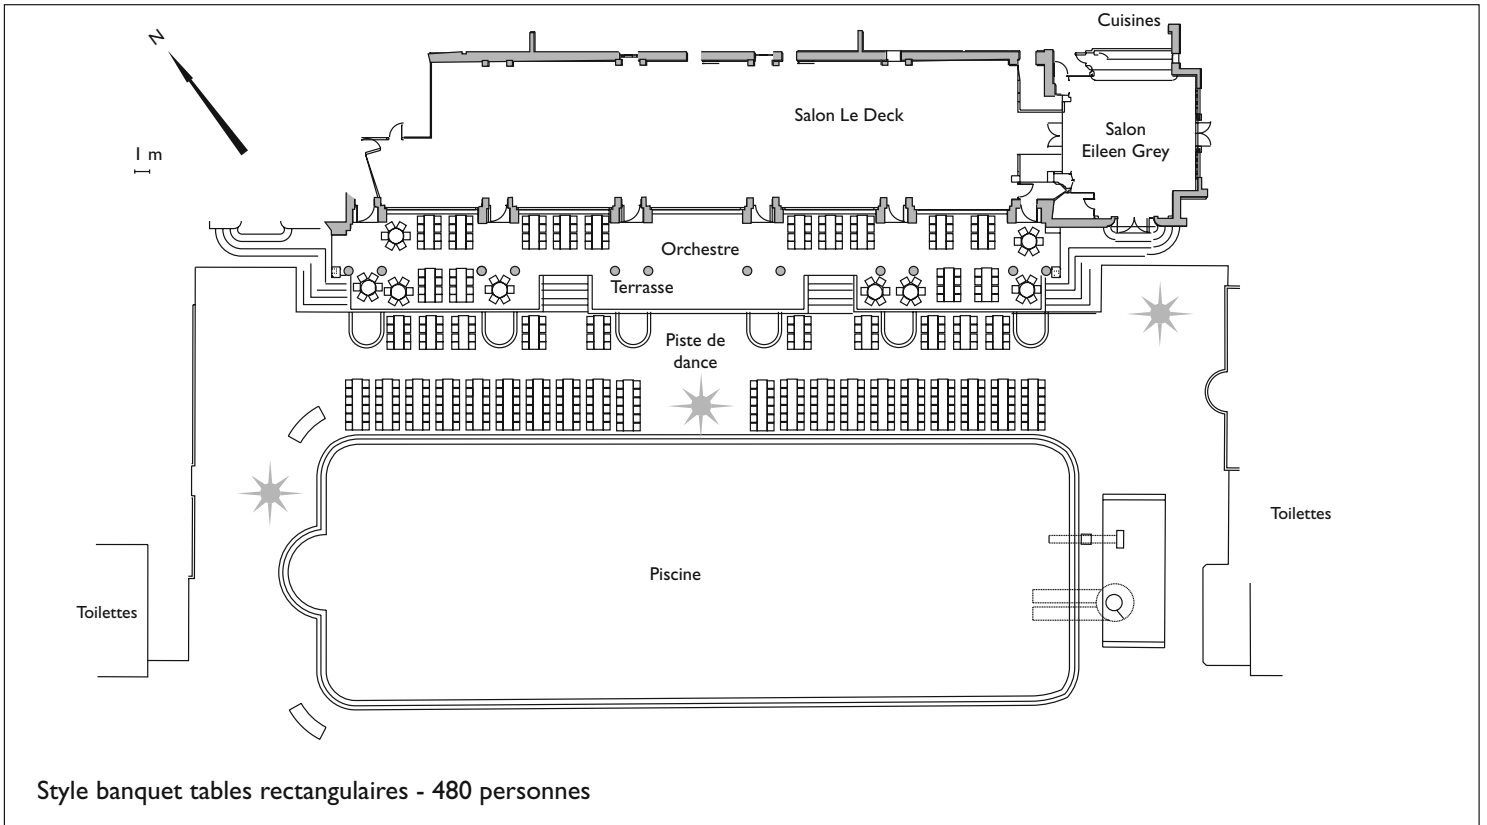 Cuisines
N
1 m
Salon Le Deck
Salon
Eileen Grey
Orchestre
Terrasse
Piste de
dance
Piscine
Toilettes
Toilettes
Style banquet tables rectangulaires - 480 personnes